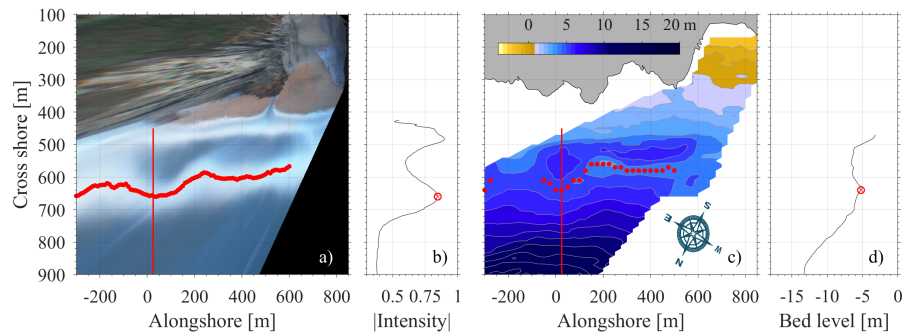 100
200
300
400
500
600
700
800
900
Cross shore [m]
-200 0 200 400 600 800
Alongshore [m]
a)
0.5 0.75 1
|Intensity|
b)
0 5 10 15 20 m
S
E
W
N
c)
-200 0 200 400 600 800
Alongshore [m]
d)
-15 -10 -5 0
Bed level [m]